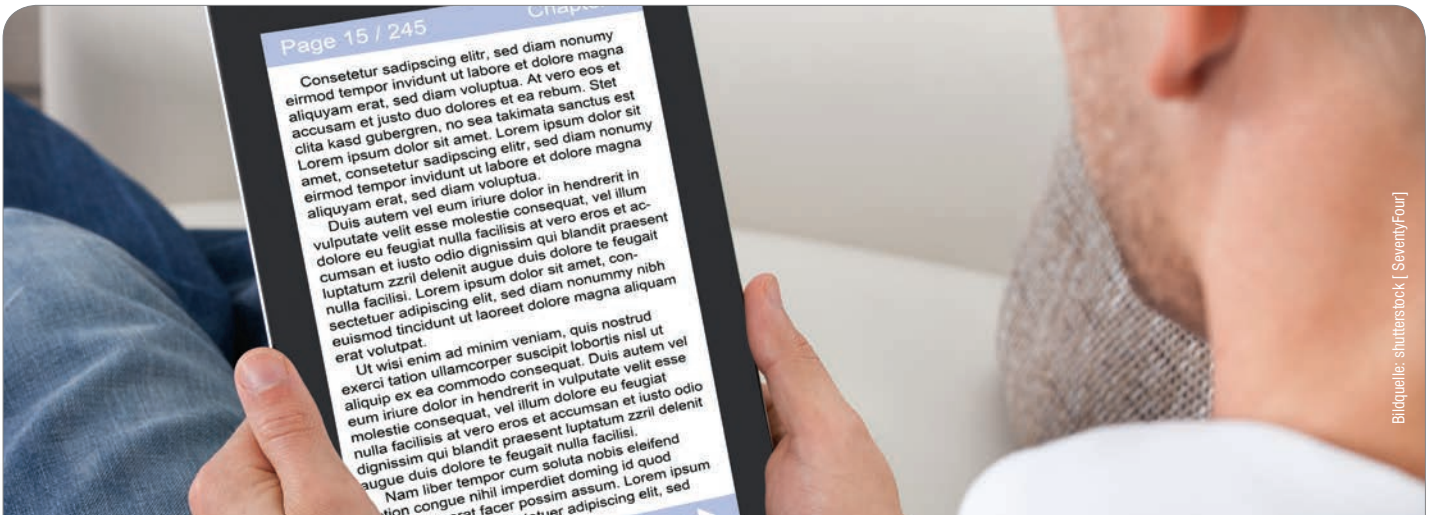 Page 15 / 245
Consetetur sadipscing elitr, sed diam nonumy
eirmod tempor invidunt ut labore et dolore magna
aliquyam erat, sed diam voluptua. At vero eos et
accusam et justo duo dolores et ea rebum. Stet
clita kasd gubergren, no sea takimata sanctus est
Lorem ipsum dolor sit amet. Lorem ipsum dolor sit
amet, consetetur sadipscing elitr, sed diam nonumy
eirmod tempor invidunt ut labore et dolore magna
aliquyam erat, sed diam voluptua.
Duis autem vel eum iriure dolor in hendrerit in
vulputate velit esse molestie consequat, vel illum
dolore eu feugiat nulla facilisis at vero eros et ac-
cumsan et iusto odio dignissim qui blandit praesent
luptatum zzril delenit augue duis dolore te feugait
nulla facilisi. Lorem ipsum dolor sit amet, con-
sectetuer adipiscing elit, sed diam nonummy nibh
euismod tincidunt ut laoreet dolore magna aliquam
erat volutpat.
Ut wisi enim ad minim veniam, quis nostrud
exerci tation ullamcorper suscipit lobortis nisl ut
aliquip ex ea commodo consequat. Duis autem vel
eum iriure dolor in hendrerit in vulputate velit esse
molestie consequat, vel illum dolore eu feugiat
nulla facilisis at vero eros et accumsan et iusto odio
dignissim qui blandit praesent luptatum zzril delenit
augue duis dolore te feugait nulla facilisi.
Nam liber tempor cum soluta nobis eleifend
congue nihil imperdiet doming id quod
facer possim assum. Lorem ipsum
adipiscing elit, sed
Bildquelle: shutterstock [ SeventyFour]